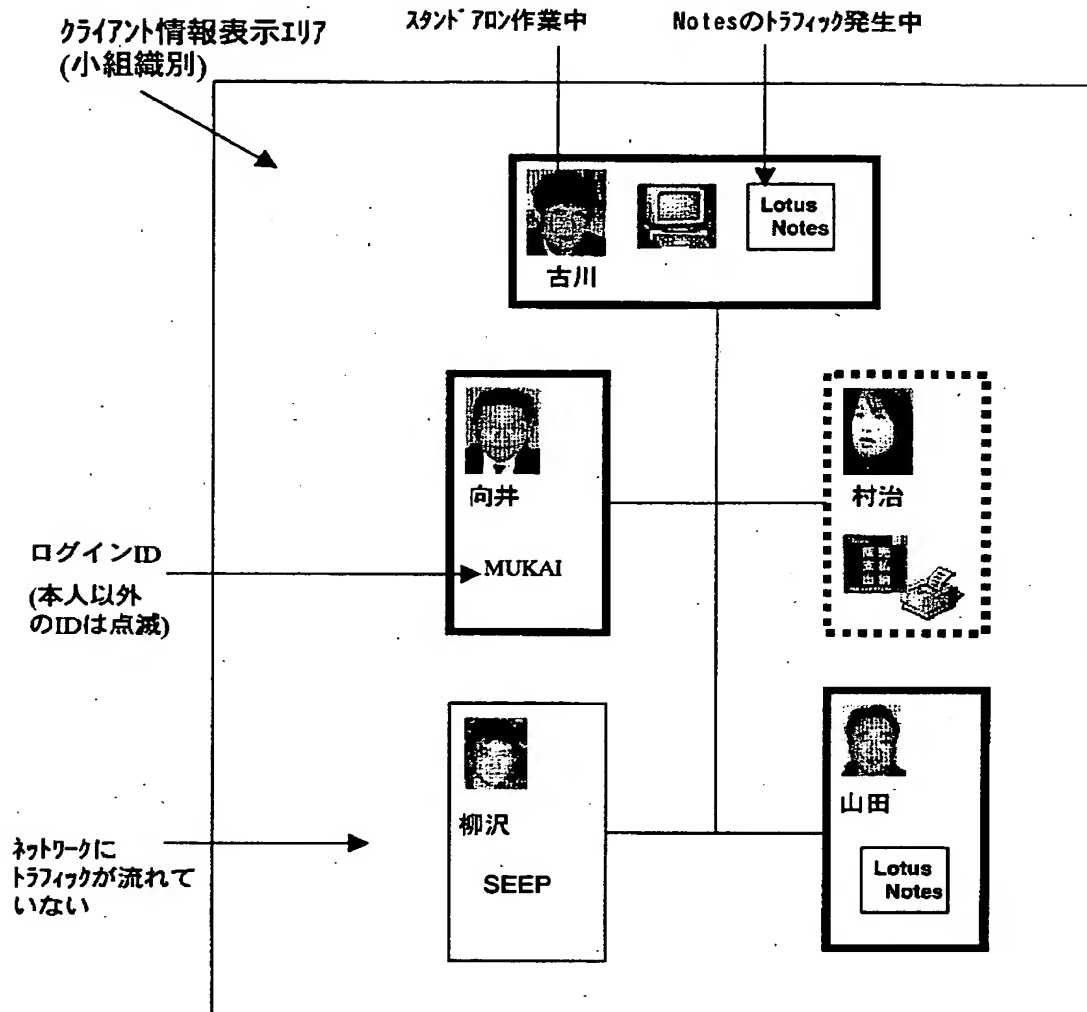 クライアント情報表示エリア
(小組織別)
スタンドアロン作業中
Notesのトラフィック発生中
Lotus
Notes
古川
向井
MUKAI
村治
ログインID
(本人以外
のIDは点滅)
柳沢
SEEP
山田
Lotus
Notes
ネットワークに
トラフィックが流れて
いない